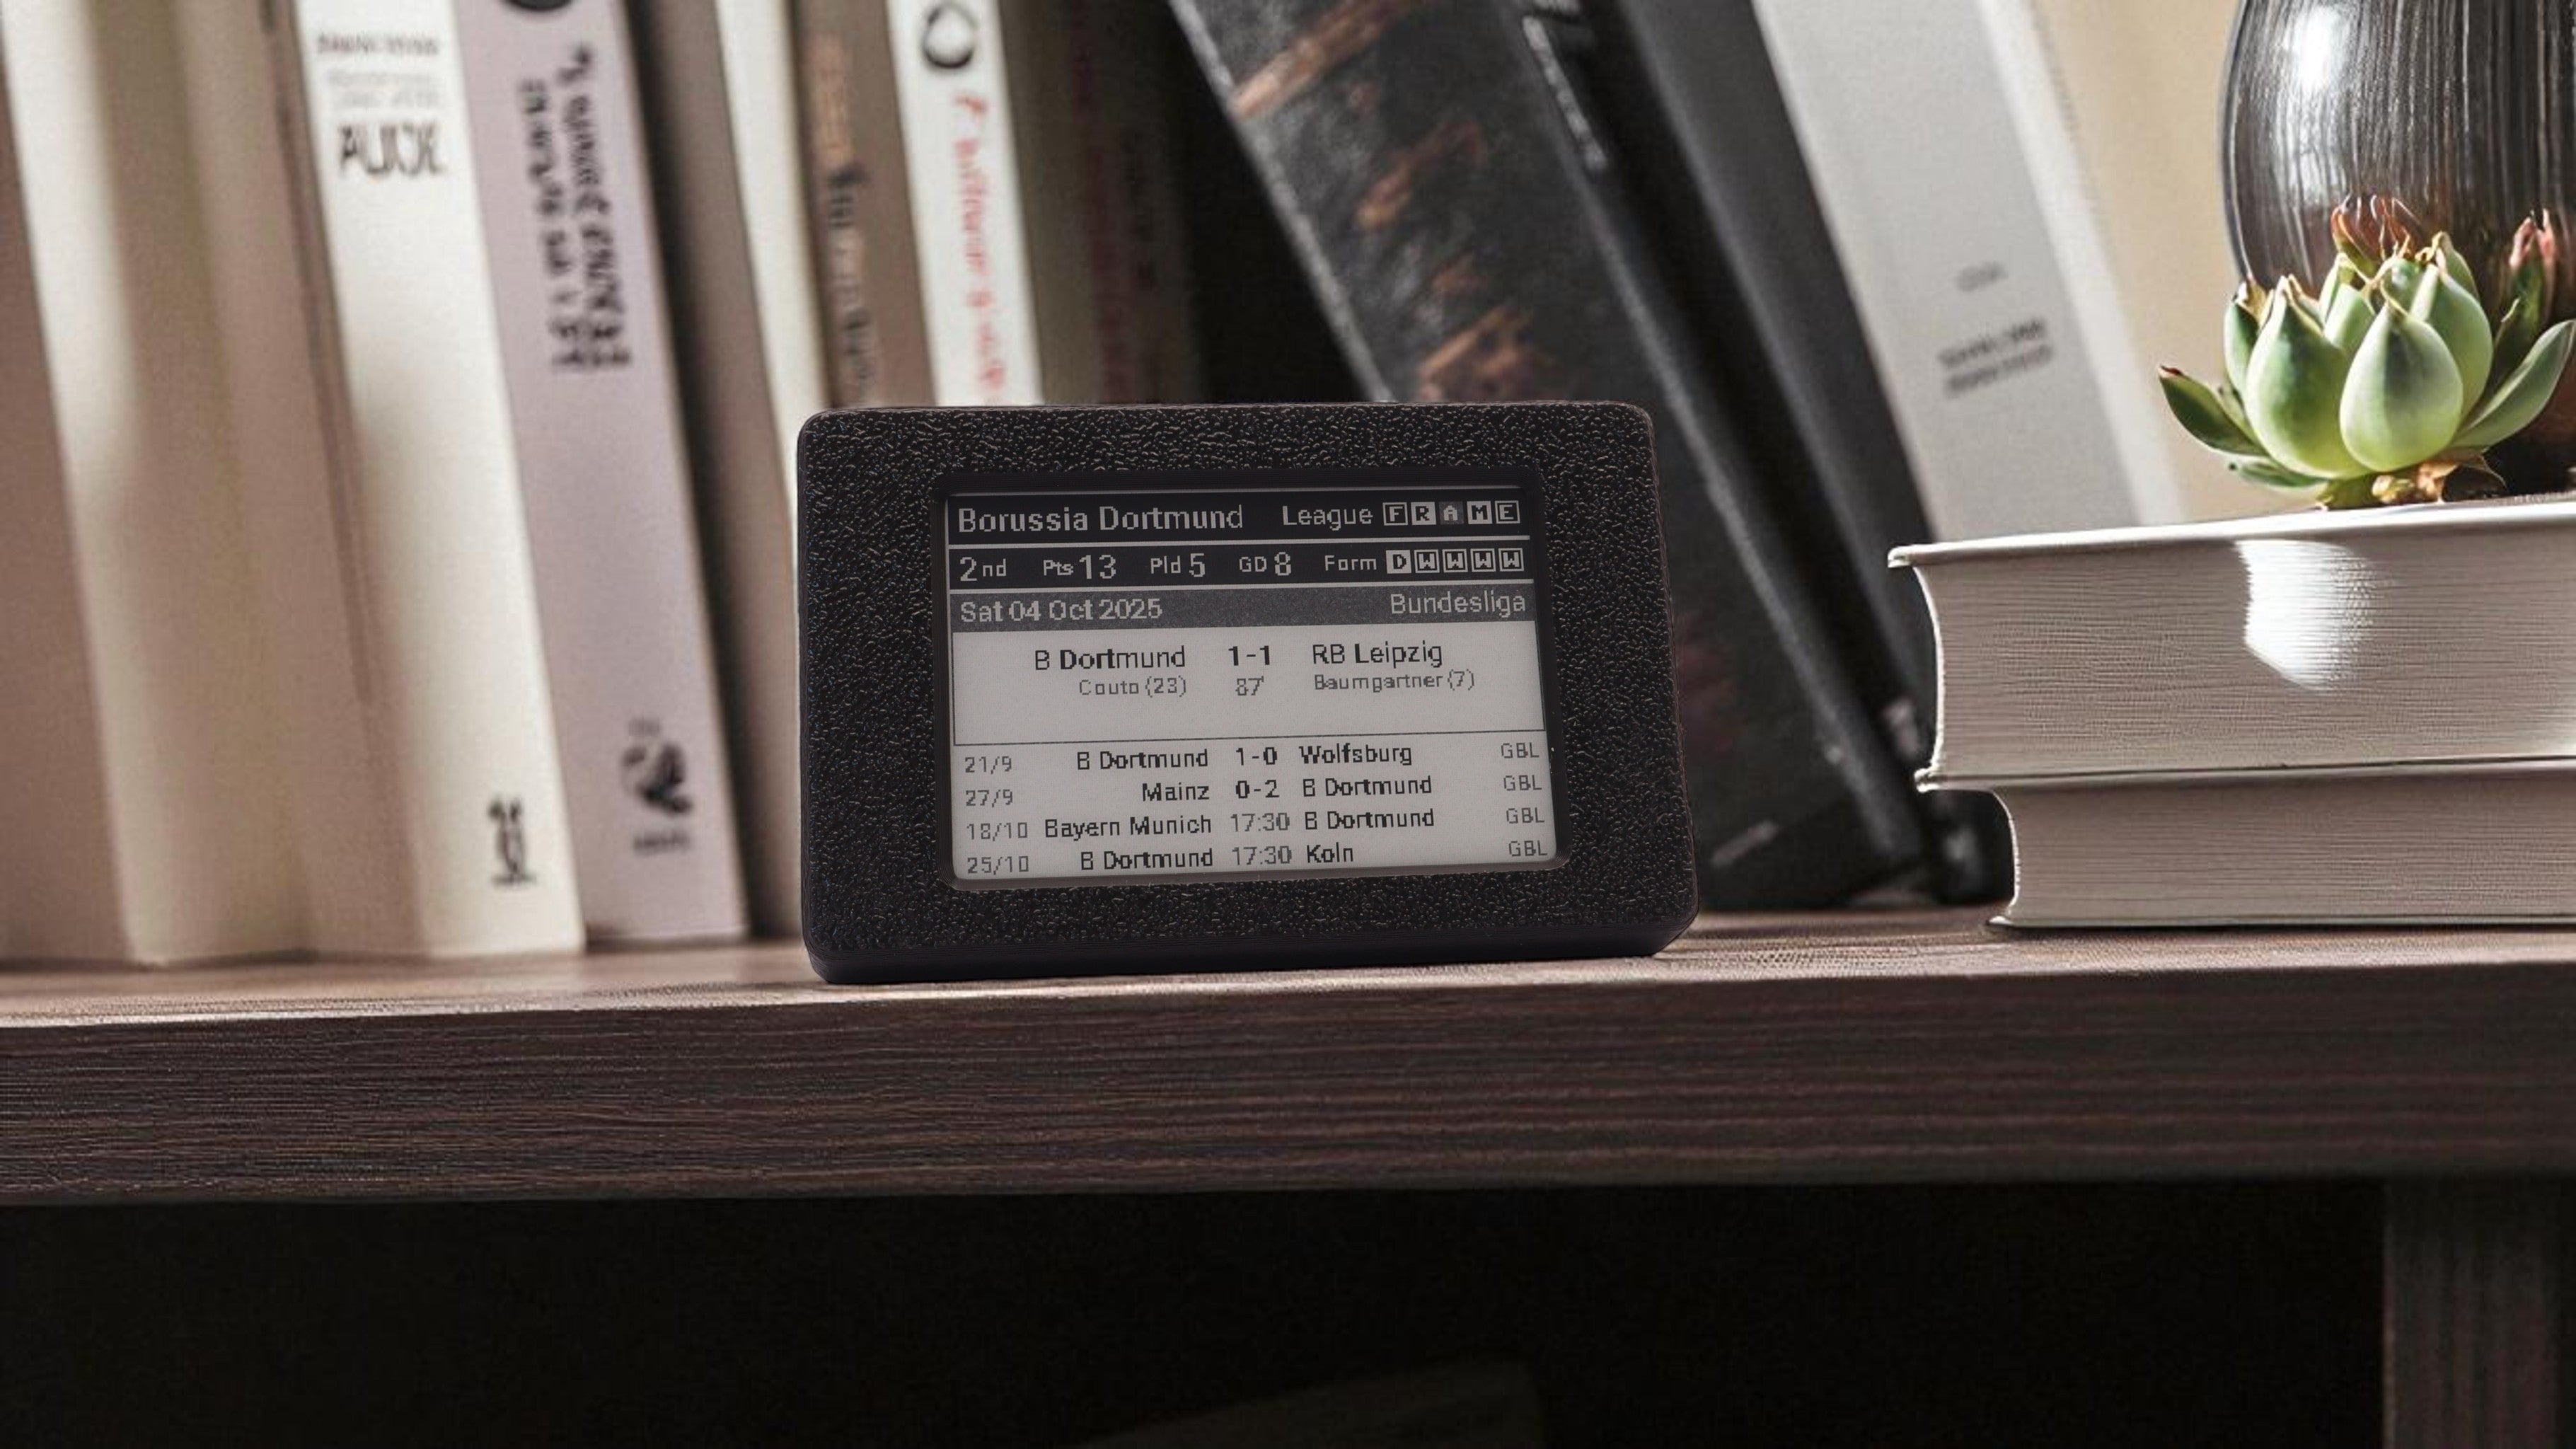 Borussia Dortmund League FRAME
2nd Pts 13 Pld 5 GD 8 Form D W W W W
Sat 04 Oct 2025 Bundesliga
B Dortmund 1-1 RB Leipzig
Couto (23) 87' Baumgartner (7)
21/9 B Dortmund 1-0 Wolfsburg GBL
27/9 Mainz 0-2 B Dortmund GBL
18/10 Bayern Munich 17:30 B Dortmund GBL
25/10 B Dortmund 17:30 Koln GBL